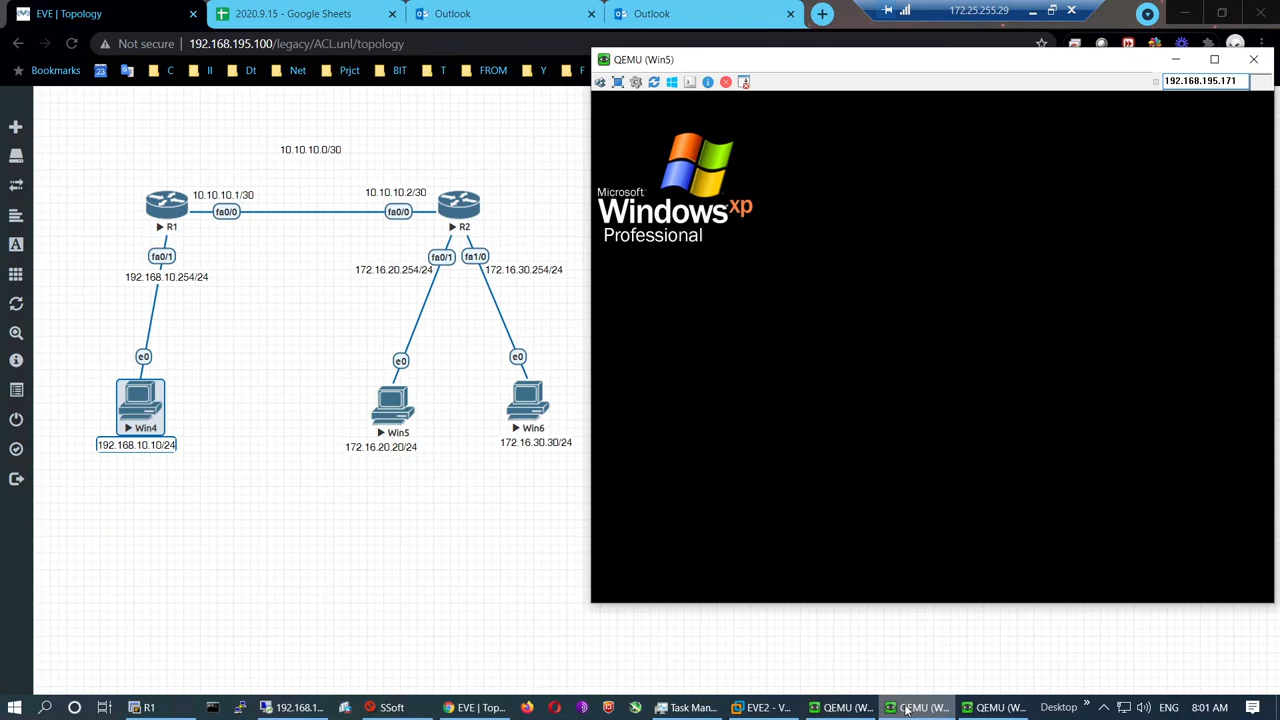 EVE | Topology
2020.9.15 - Google Sheets
Outlook
Outlook
172.25.255.29
Not secure
192.168.195.100/legacy/ACL.unl/topology
Bookmarks
23
C
II
Dt
Net
Prjct
BIT
T
FROM
Y
F
QEMU (Win5)
192.168.195.171
Microsoft
Windows xp
Professional
10.10.10.0/30
10.10.10.1/30
10.10.10.2/30
fa0/0
fa0/0
R1
R2
fa0/1
fa0/1
fa1/0
192.168.10.254/24
172.16.20.254/24
172.16.30.254/24
e0
e0
e0
Win4
Win5
Win6
192.168.10.10/24
172.16.20.20/24
172.16.30.30/24
R1
192.168.1...
SSoft
EVE | Top...
Task Man...
EVE2 - V...
QEMU (W...
QEMU (W...
QEMU (W...
Desktop
ENG
8:01 AM